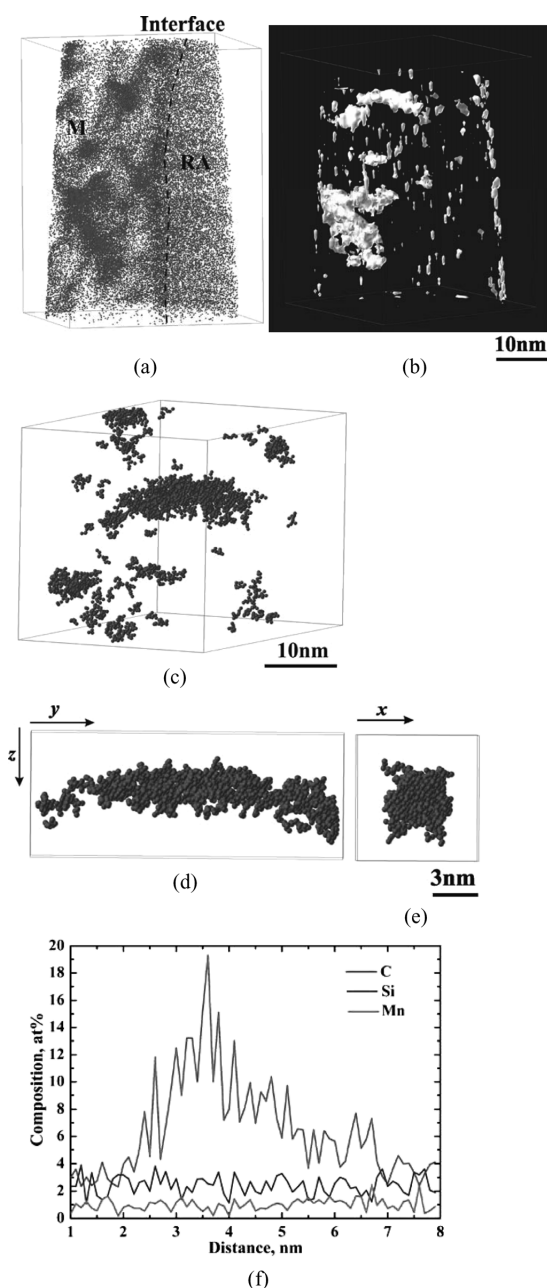 Interface
M
RA
10nm
(a)
(b)
10nm
(c)
y
x
z
(d)
3nm
(e)
20
18
16
14
12
10
8
6
4
2
0
Composition, at%
C
Si
Mn
1 2 3 4 5 6 7 8
Distance, nm
(f)